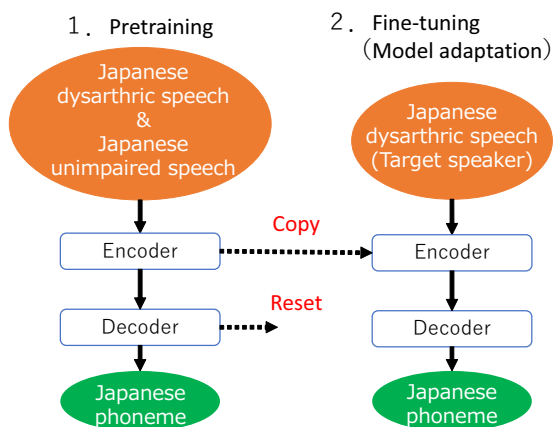 1. Pretraining
Japanese
dysarthric speech
&
Japanese
unimpaired speech
Encoder
Decoder
Japanese
phoneme
Copy
Reset
2. Fine-tuning
(Model adaptation)
Japanese
dysarthric speech
(Target speaker)
Encoder
Decoder
Japanese
phoneme